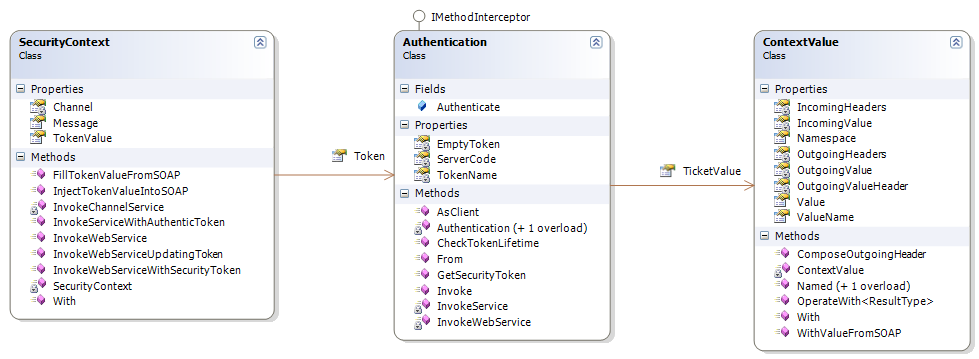 IMethodInterceptor
SecurityContext
Class
Properties
Channel
Message
TokenValue
Methods
FillTokenValueFromSOAP
InjectTokenValueIntoSOAP
InvokeChannelService
InvokeServiceWithAuthenticToken
InvokeWebService
InvokeWebServiceUpdatingToken
InvokeWebServiceWithSecurityToken
SecurityContext
With
Token
Authentication
Class
Fields
Authenticate
Properties
EmptyToken
ServerCode
TokenName
Methods
AsClient
Authentication (+ 1 overload)
CheckTokenLifetime
From
GetSecurityToken
Invoke
InvokeService
InvokeWebService
TicketValue
ContextValue
Class
Properties
IncomingHeaders
IncomingValue
Namespace
OutgoingHeaders
OutgoingValue
OutgoingValueHeader
Value
ValueName
Methods
ComposeOutgoingHeader
ContextValue
Named (+ 1 overload)
OperateWith<ResultType>
With
WithValueFromSOAP